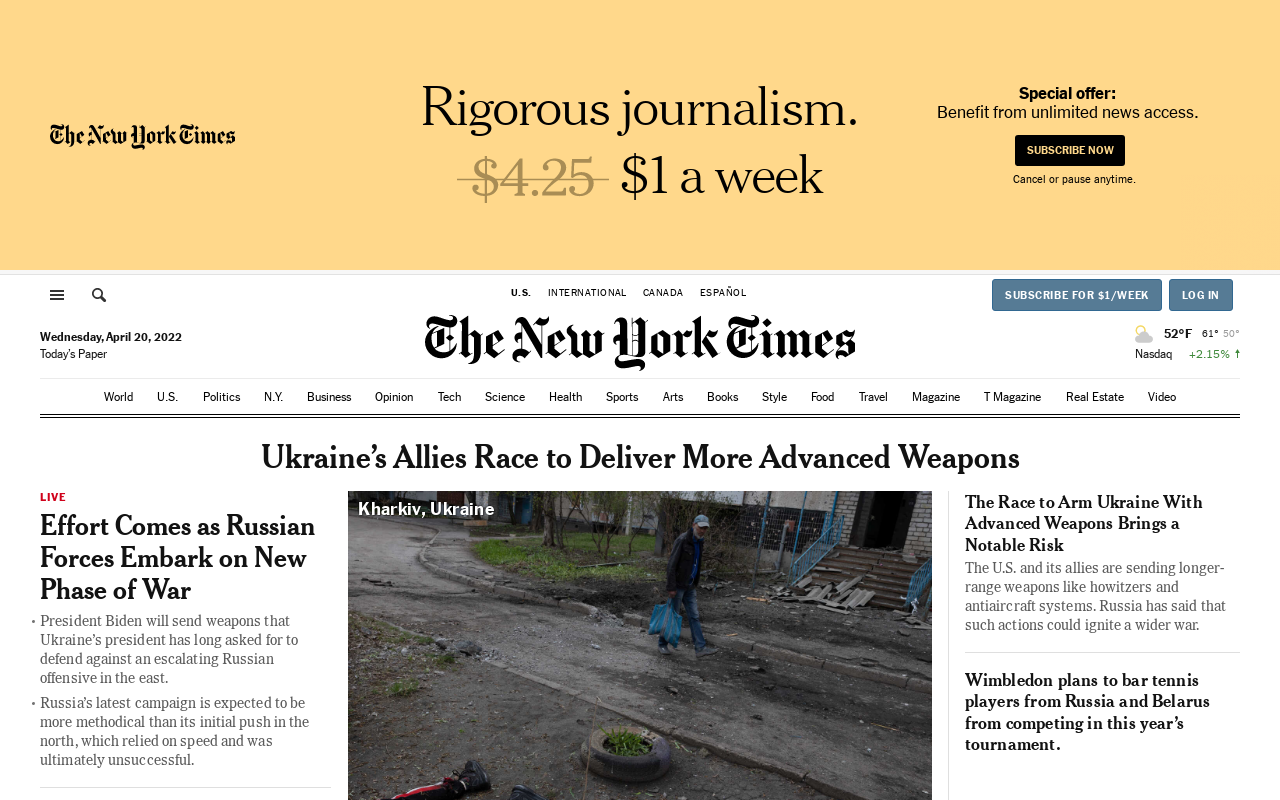 The New York Times
Rigorous journalism.
$4.25 $1 a week
Special offer:
Benefit from unlimited news access.
SUBSCRIBE NOW
Cancel or pause anytime.
U.S. INTERNATIONAL CANADA ESPAÑOL
SUBSCRIBE FOR $1/WEEK LOG IN
Wednesday, April 20, 2022
Today's Paper
The New York Times
52°F 61° 50°
Nasdaq +2.15% ↑
World U.S. Politics N.Y. Business Opinion Tech Science Health Sports Arts Books Style Food Travel Magazine T Magazine Real Estate Video
Ukraine’s Allies Race to Deliver More Advanced Weapons
LIVE
Effort Comes as Russian
Forces Embark on New
Phase of War
• President Biden will send weapons that
Ukraine’s president has long asked for to
defend against an escalating Russian
offensive in the east.
• Russia’s latest campaign is expected to be
more methodical than its initial push in the
north, which relied on speed and was
ultimately unsuccessful.
Kharkiv, Ukraine
The Race to Arm Ukraine With
Advanced Weapons Brings a
Notable Risk
The U.S. and its allies are sending longer-
range weapons like howitzers and
antiaircraft systems. Russia has said that
such actions could ignite a wider war.
Wimbledon plans to bar tennis
players from Russia and Belarus
from competing in this year’s
tournament.